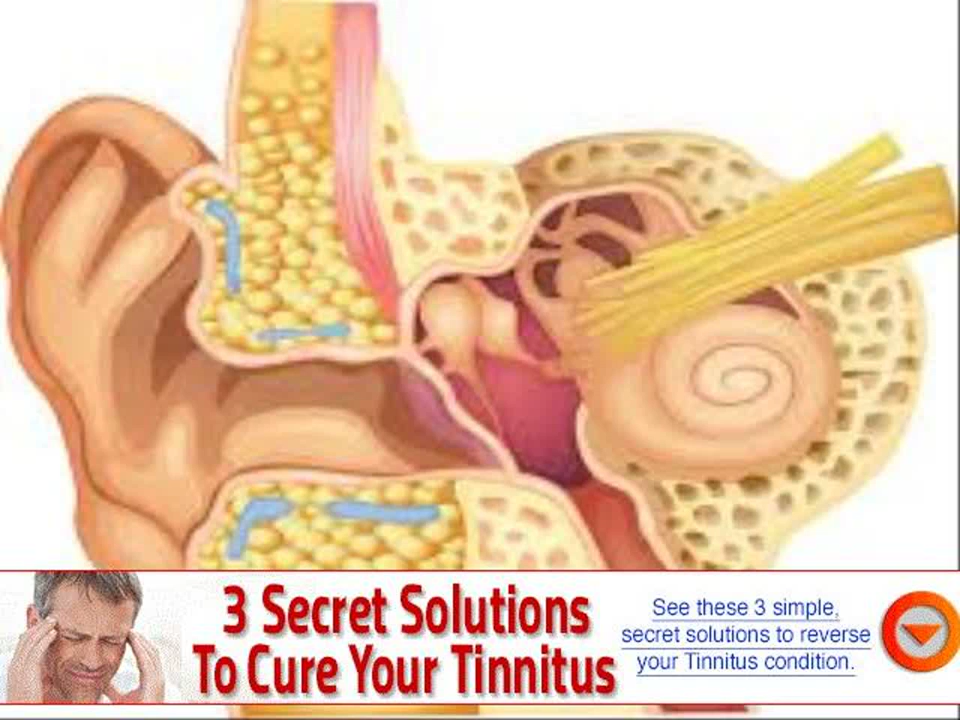 3 Secret Solutions
To Cure Your Tinnitus
See these 3 simple,
secret solutions to reverse
your Tinnitus condition.